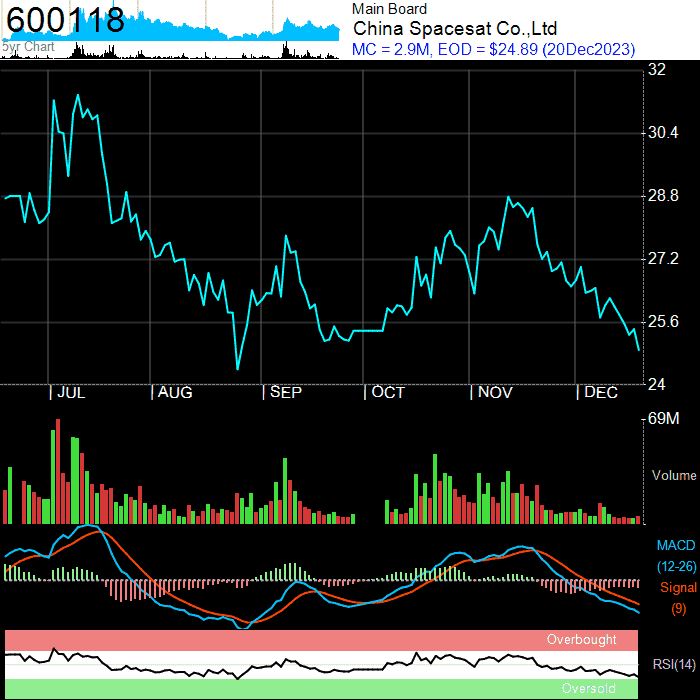 600118
5yr Chart
Main Board
China Spacesat Co.,Ltd
MC = 2.9M, EOD = $24.89 (20Dec2023)
32
30.4
28.8
27.2
25.6
24
| JUL | AUG | SEP | OCT | NOV | DEC
69M
Volume
MACD
(12-26)
Signal
(9)
Overbought
RSI(14)
Oversold